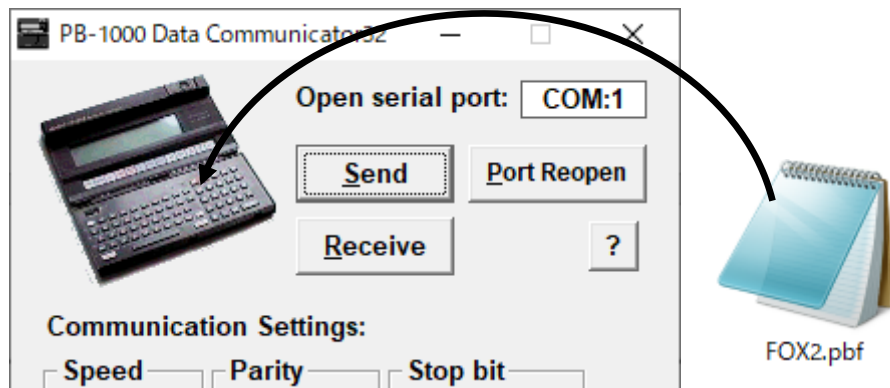 PB-1000 Data Communicator32
Open serial port: COM:1
Send
Port Reopen
Receive
?
Communication Settings:
Speed
Parity
Stop bit
FOX2.pbf